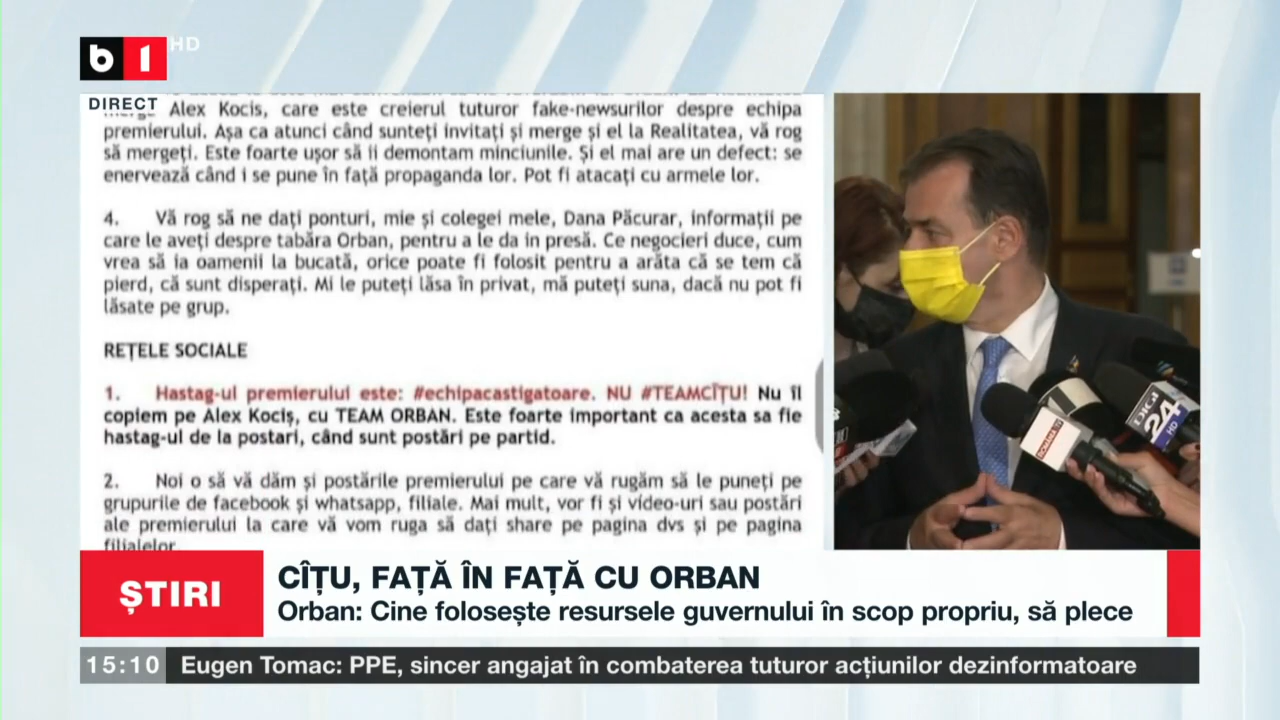 b1 HD
DIRECT
merge Alex Kocis, care este creierul tuturor fake-newsurilor despre echipa
premierului. Așa ca atunci când sunteți invitați și merge și el la Realitatea, vă rog
să mergeți. Este foarte ușor să îi demontam minciunile. Și el mai are un defect: se
enervează când i se pune în față propaganda lor. Pot fi atacați cu armele lor.
4. Vă rog să ne dați ponturi, mie și colegei mele, Dana Păcurar, informații pe
care le aveți despre tabăra Orban, pentru a le da in presă. Ce negocieri duce, cum
vrea să ia oamenii la bucată, orice poate fi folosit pentru a arăta că se tem că
pierd, că sunt disperați. Mi le puteți lăsa în privat, mă puteți suna, dacă nu pot fi
lăsate pe grup.
REȚELE SOCIALE
1. Hastag-ul premierului este: #echipacastigatoare. NU #TEAMCÎȚU! Nu îl
copiem pe Alex Kociș, cu TEAM ORBAN. Este foarte important ca acesta sa fie
hastag-ul de la postari, când sunt postări pe partid.
2. Noi o să vă dăm și postările premierului pe care vă rugăm să le puneți pe
grupurile de facebook și whatsapp, filiale. Mai mult, vor fi și vídeo-uri sau postări
ale premierului la care vă vom ruga să dați share pe pagina dvs și pe pagina
filialelor
ROMÂNIA TV
DIGI
24
HD
ȘTIRI
CÎȚU, FAȚĂ ÎN FAȚĂ CU ORBAN
Orban: Cine folosește resursele guvernului în scop propriu, să plece
15:10 Eugen Tomac: PPE, sincer angajat în combaterea tuturor acțiunilor dezinformatoare